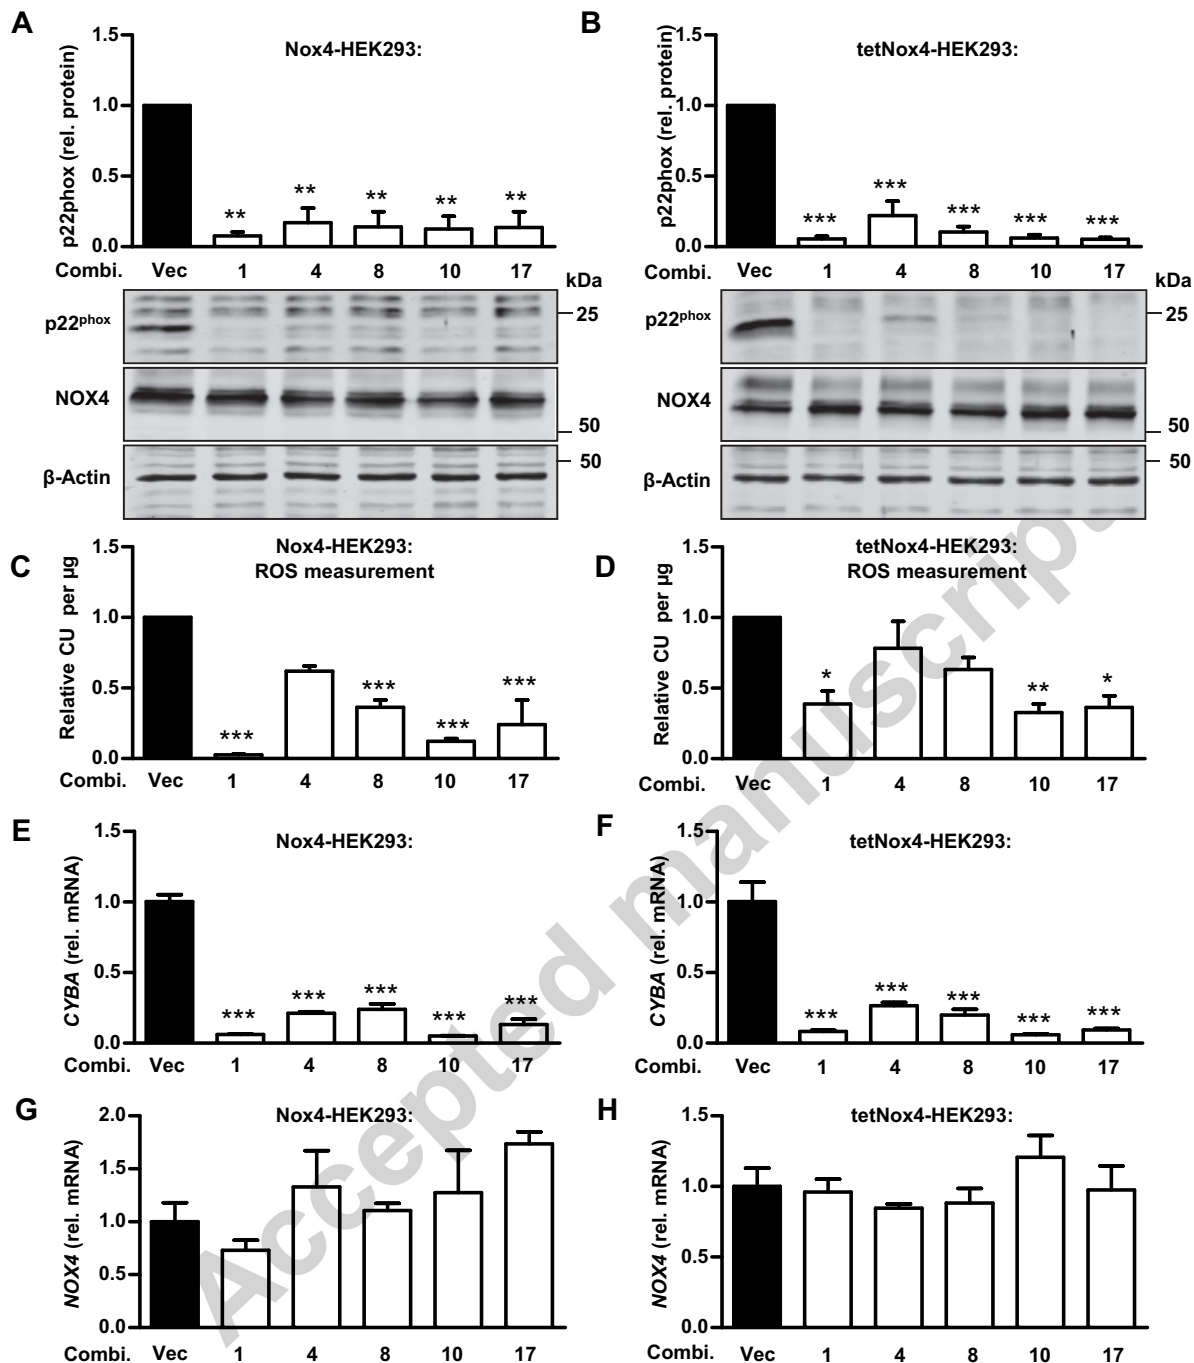 A
Nox4-HEK293:
p22phox (rel. protein)
1.5
1.0
0.5
0.0
** ** ** ** **
Combi. Vec 1 4 8 10 17
kDa
p22phox
25
NOX4
50
β-Actin
50
B
tetNox4-HEK293:
p22phox (rel. protein)
1.5
1.0
0.5
0.0
*** *** *** *** ***
Combi. Vec 1 4 8 10 17
kDa
p22phox
25
NOX4
50
β-Actin
50
C
Nox4-HEK293:
ROS measurement
Relative CU per µg
1.5
1.0
0.5
0.0
*** *** *** ***
Combi. Vec 1 4 8 10 17
D
tetNox4-HEK293:
ROS measurement
Relative CU per µg
1.5
1.0
0.5
0.0
* ** *
Combi. Vec 1 4 8 10 17
E
Nox4-HEK293:
CYBA (rel. mRNA)
1.5
1.0
0.5
0.0
*** *** *** *** ***
Combi. Vec 1 4 8 10 17
F
tetNox4-HEK293:
CYBA (rel. mRNA)
1.5
1.0
0.5
0.0
*** *** *** *** ***
Combi. Vec 1 4 8 10 17
G
Nox4-HEK293:
NOX4 (rel. mRNA)
2.0
1.5
1.0
0.5
0.0
Combi. Vec 1 4 8 10 17
H
tetNox4-HEK293:
NOX4 (rel. mRNA)
1.5
1.0
0.5
0.0
Combi. Vec 1 4 8 10 17
Accepted manuscript